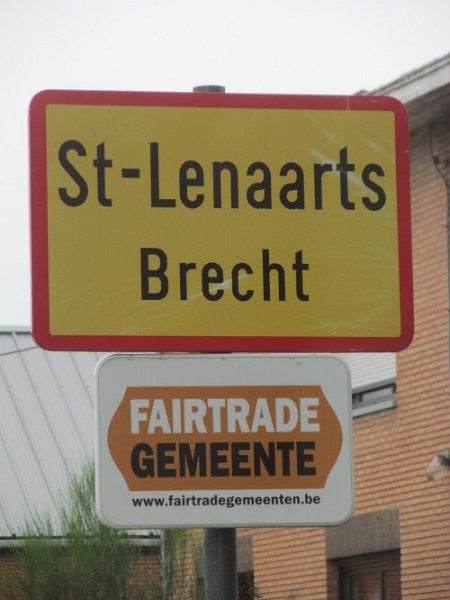 St-Lenaarts
Brecht
FAIRTRADE
GEMEENTE
www.fairtradegemeenten.be